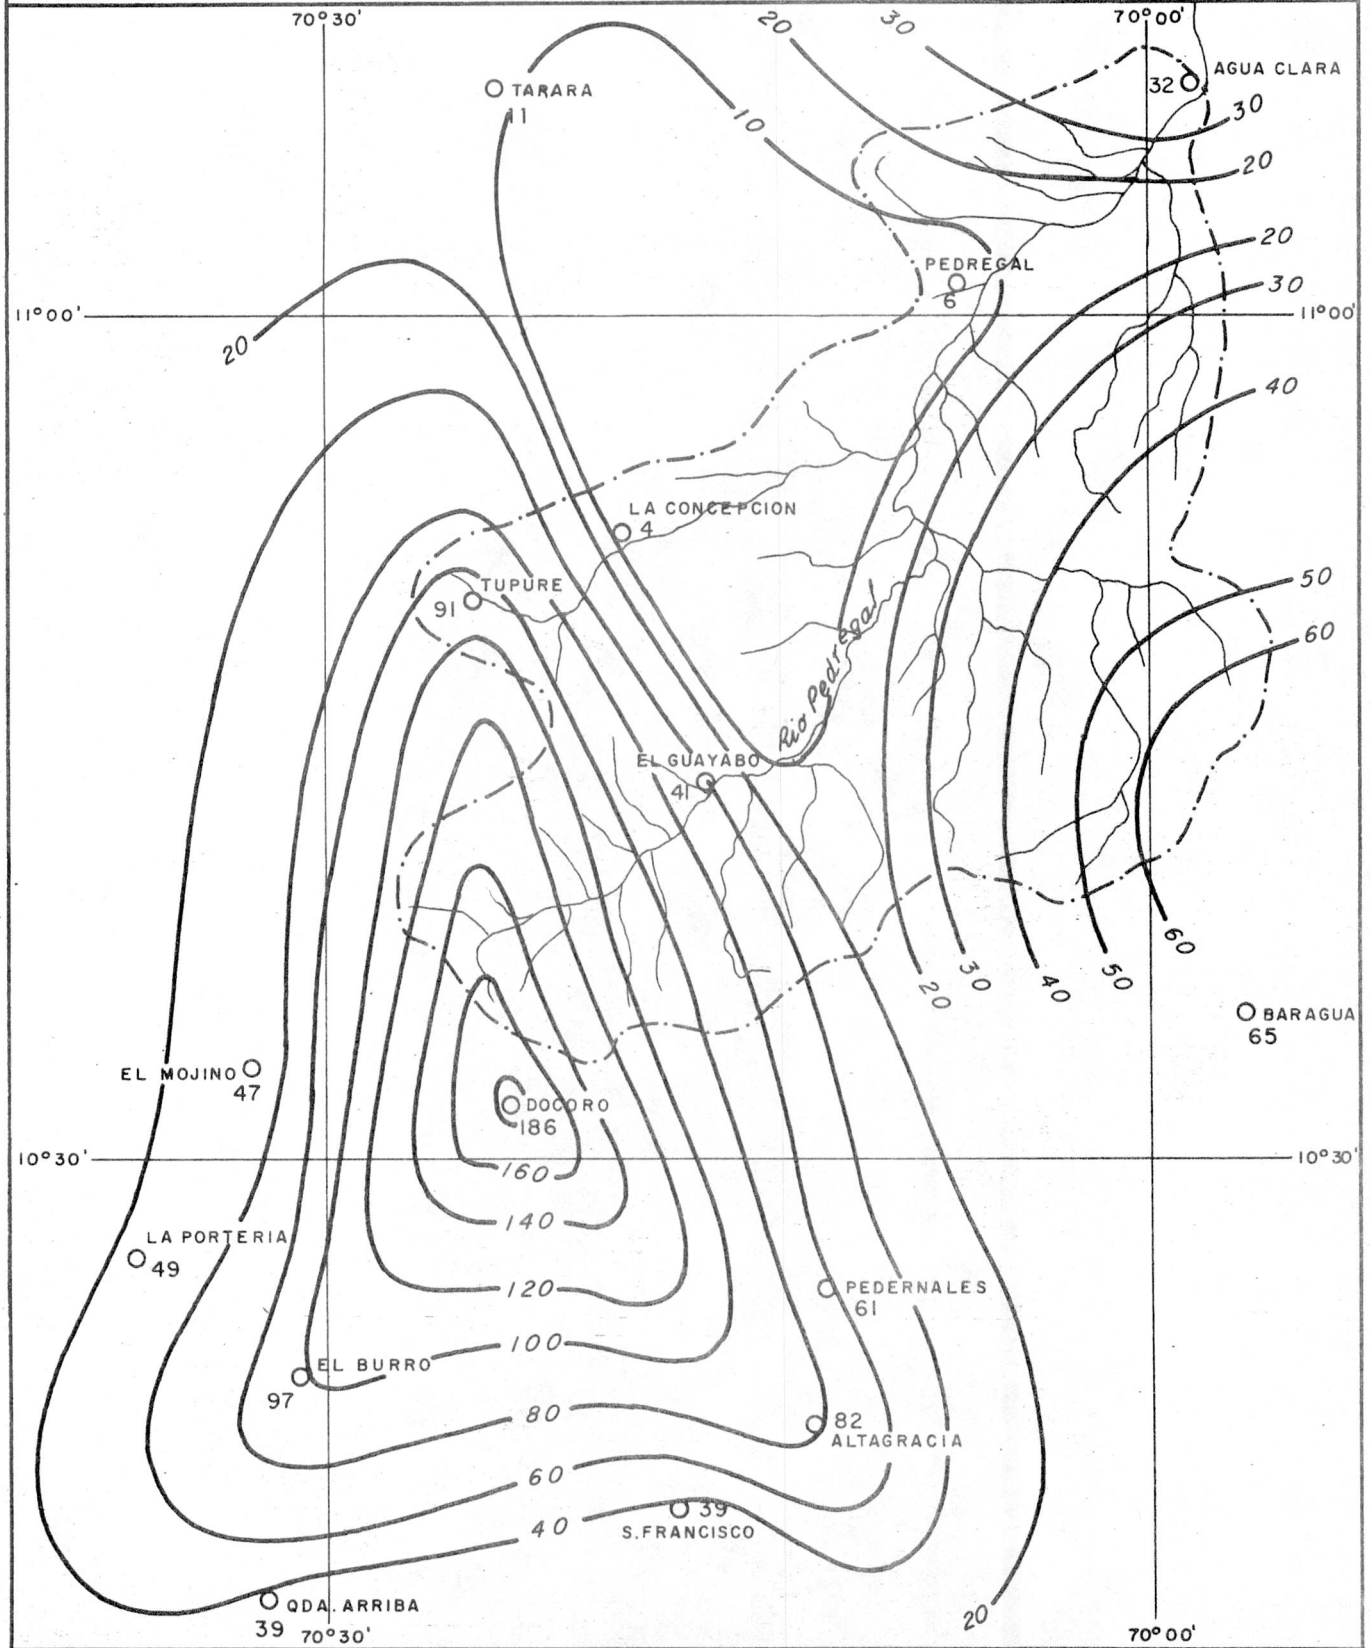 70°30'
20
30
70°00'
AGUA CLARA
32
TARARA
11
10
30
20
20
PEDREGAL
6
30
11°00'
11°00'
20
40
LA CONCEPCION
4
50
TUPURE
91
60
Rio Pedregal
EL GUAYABO
41
60
50
40
30
20
BARAGUA
65
EL MOJINO
47
DOCORO
186
10°30'
10°30'
160
140
LA PORTERIA
49
120
PEDERNALES
61
100
EL BURRO
97
80
82
ALTAGRACIA
60
39
S.FRANCISCO
40
QDA. ARRIBA
39
20
70°30'
70°00'